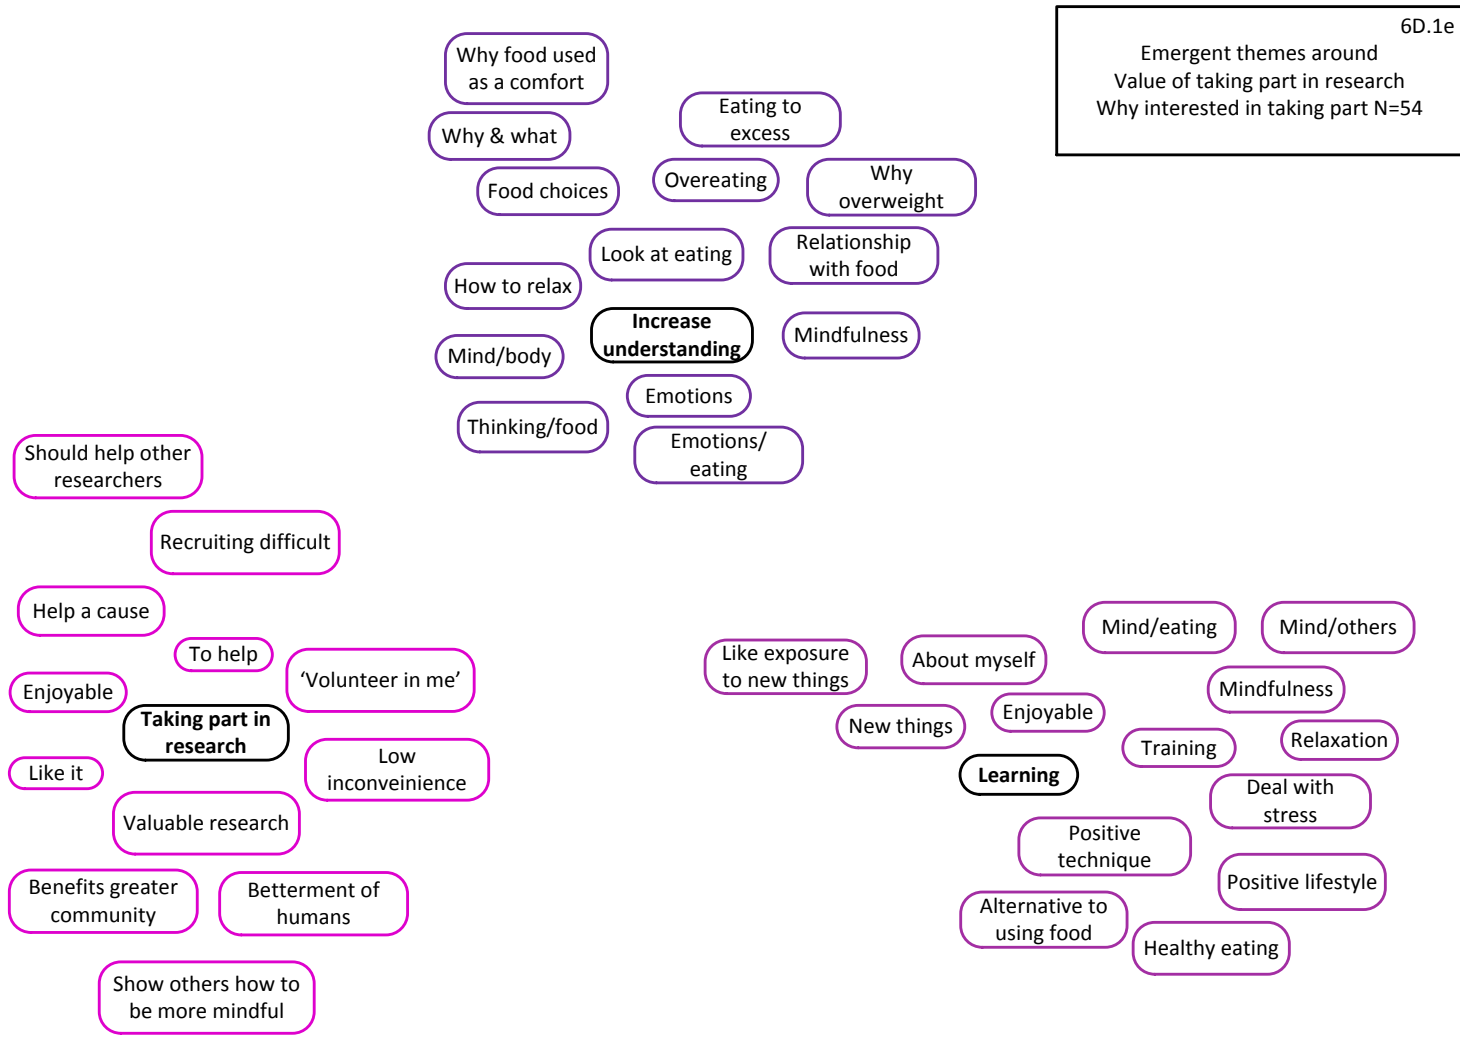 6D.1e
Emergent themes around
Value of taking part in research
Why interested in taking part N=54
Why food used
as a comfort
Eating to
excess
Why & what
Food choices
Overeating
Why
overweight
Look at eating
Relationship
with food
How to relax
Increase
understanding
Mindfulness
Mind/body
Emotions
Thinking/food
Emotions/
eating
Should help other
researchers
Recruiting difficult
Help a cause
To help
'Volunteer in me'
Enjoyable
Taking part in
research
Low
inconveinience
Like it
Valuable research
Benefits greater
community
Betterment of
humans
Show others how to
be more mindful
Mind/eating
Mind/others
Like exposure
to new things
About myself
Mindfulness
New things
Enjoyable
Training
Relaxation
Learning
Deal with
stress
Positive
technique
Positive lifestyle
Alternative to
using food
Healthy eating